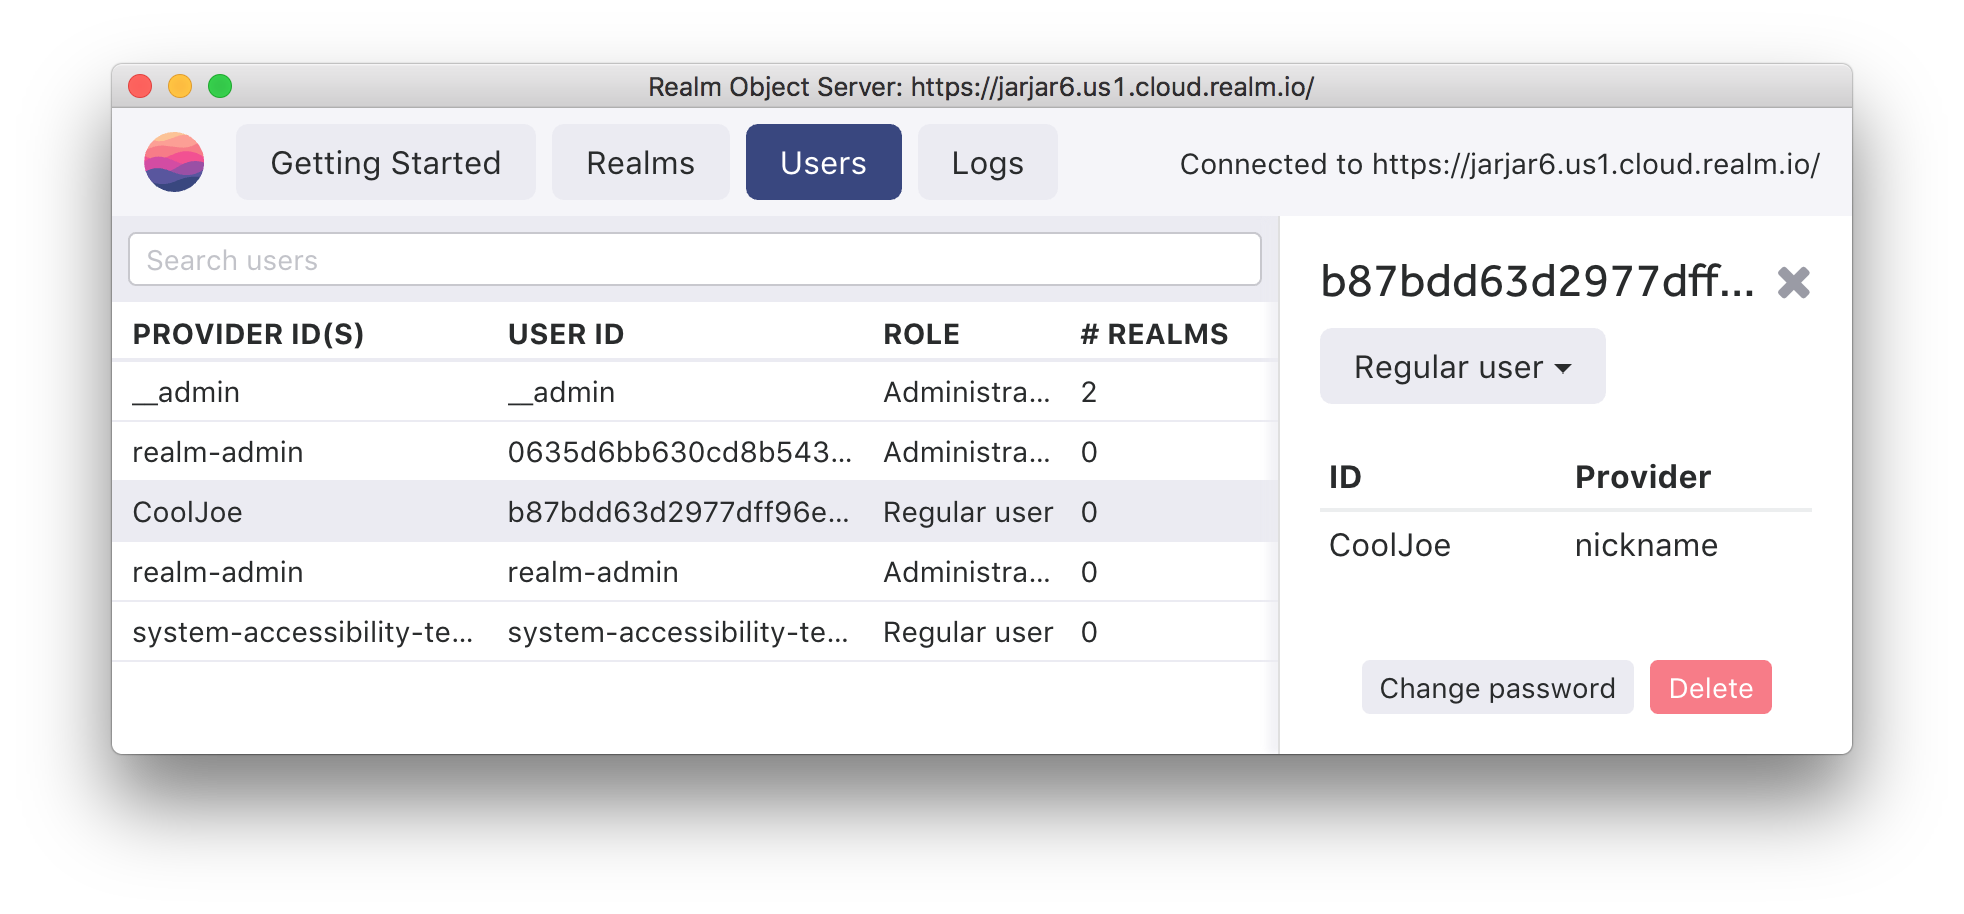 Realm Object Server: https://jarjar6.us1.cloud.realm.io/
Getting Started Realms Users Logs Connected to https://jarjar6.us1.cloud.realm.io/
Search users
PROVIDER ID(S) USER ID ROLE # REALMS
__admin __admin Administra... 2
realm-admin 0635d6bb630cd8b543... Administra... 0
CoolJoe b87bdd63d2977dff96e... Regular user 0
realm-admin realm-admin Administra... 0
system-accessibility-te... system-accessibility-te... Regular user 0
b87bdd63d2977dff...
Regular user
ID Provider
CoolJoe nickname
Change password Delete